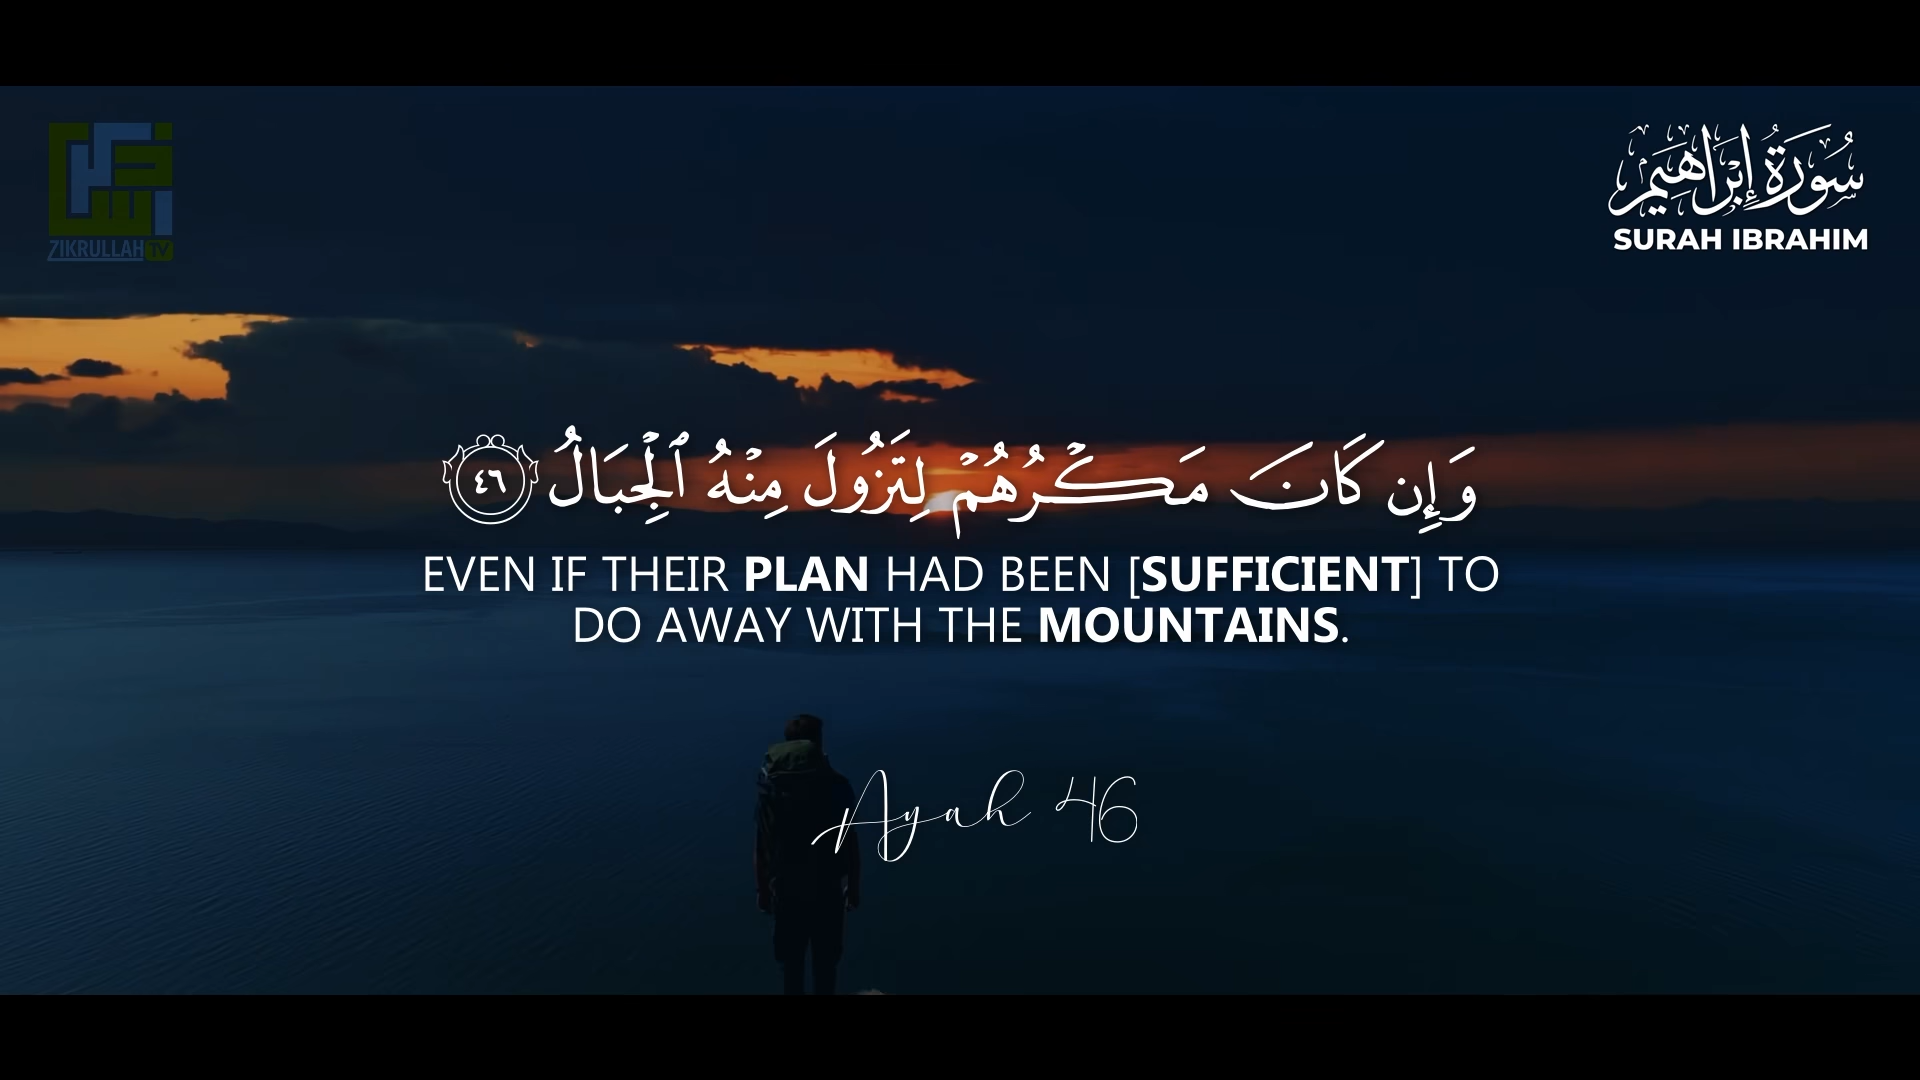 ZIKRULLAH TV
سُورَةُ إِبْرَاهِيم
SURAH IBRAHIM
وَإِن كَانَ مَكْرُهُمْ لِتَزُولَ مِنْهُ ٱلْجِبَالُ ٤٦
EVEN IF THEIR PLAN HAD BEEN [SUFFICIENT] TO
DO AWAY WITH THE MOUNTAINS.
Ayah 46